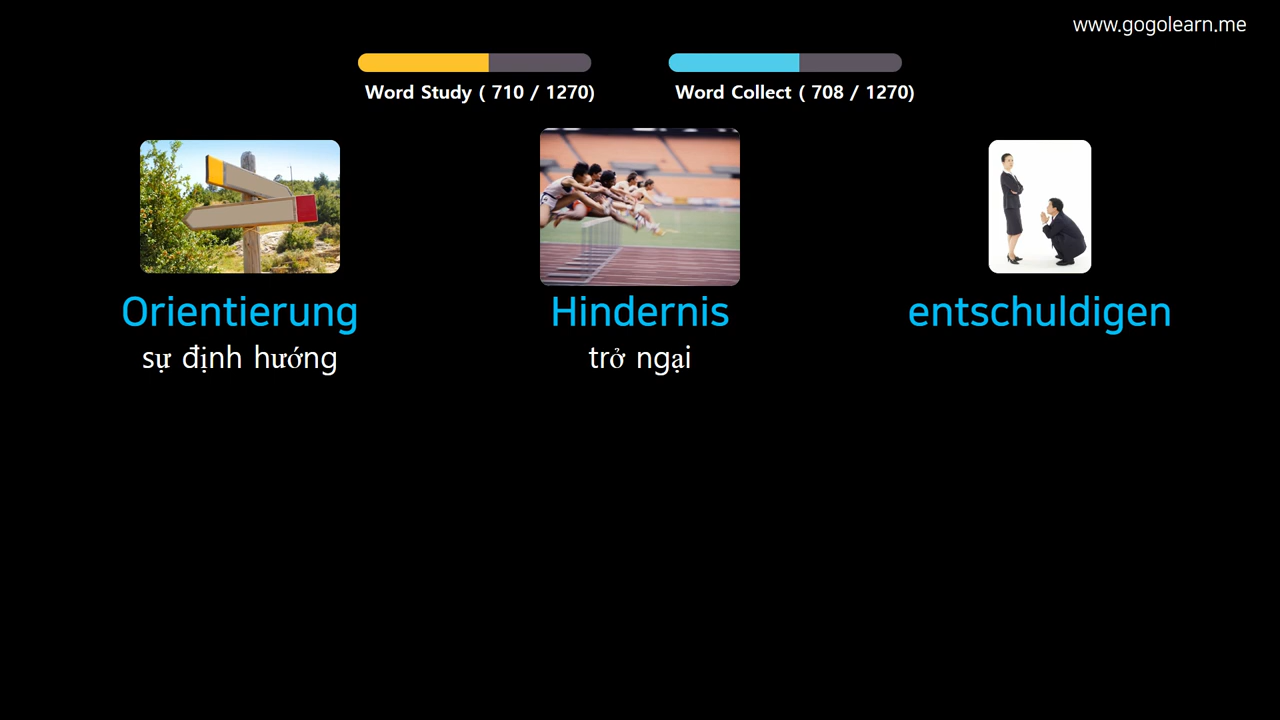 www.gogolearn.me
Word Study ( 710 / 1270)
Word Collect ( 708 / 1270)
Orientierung
sự định hướng
Hindernis
trở ngại
entschuldigen